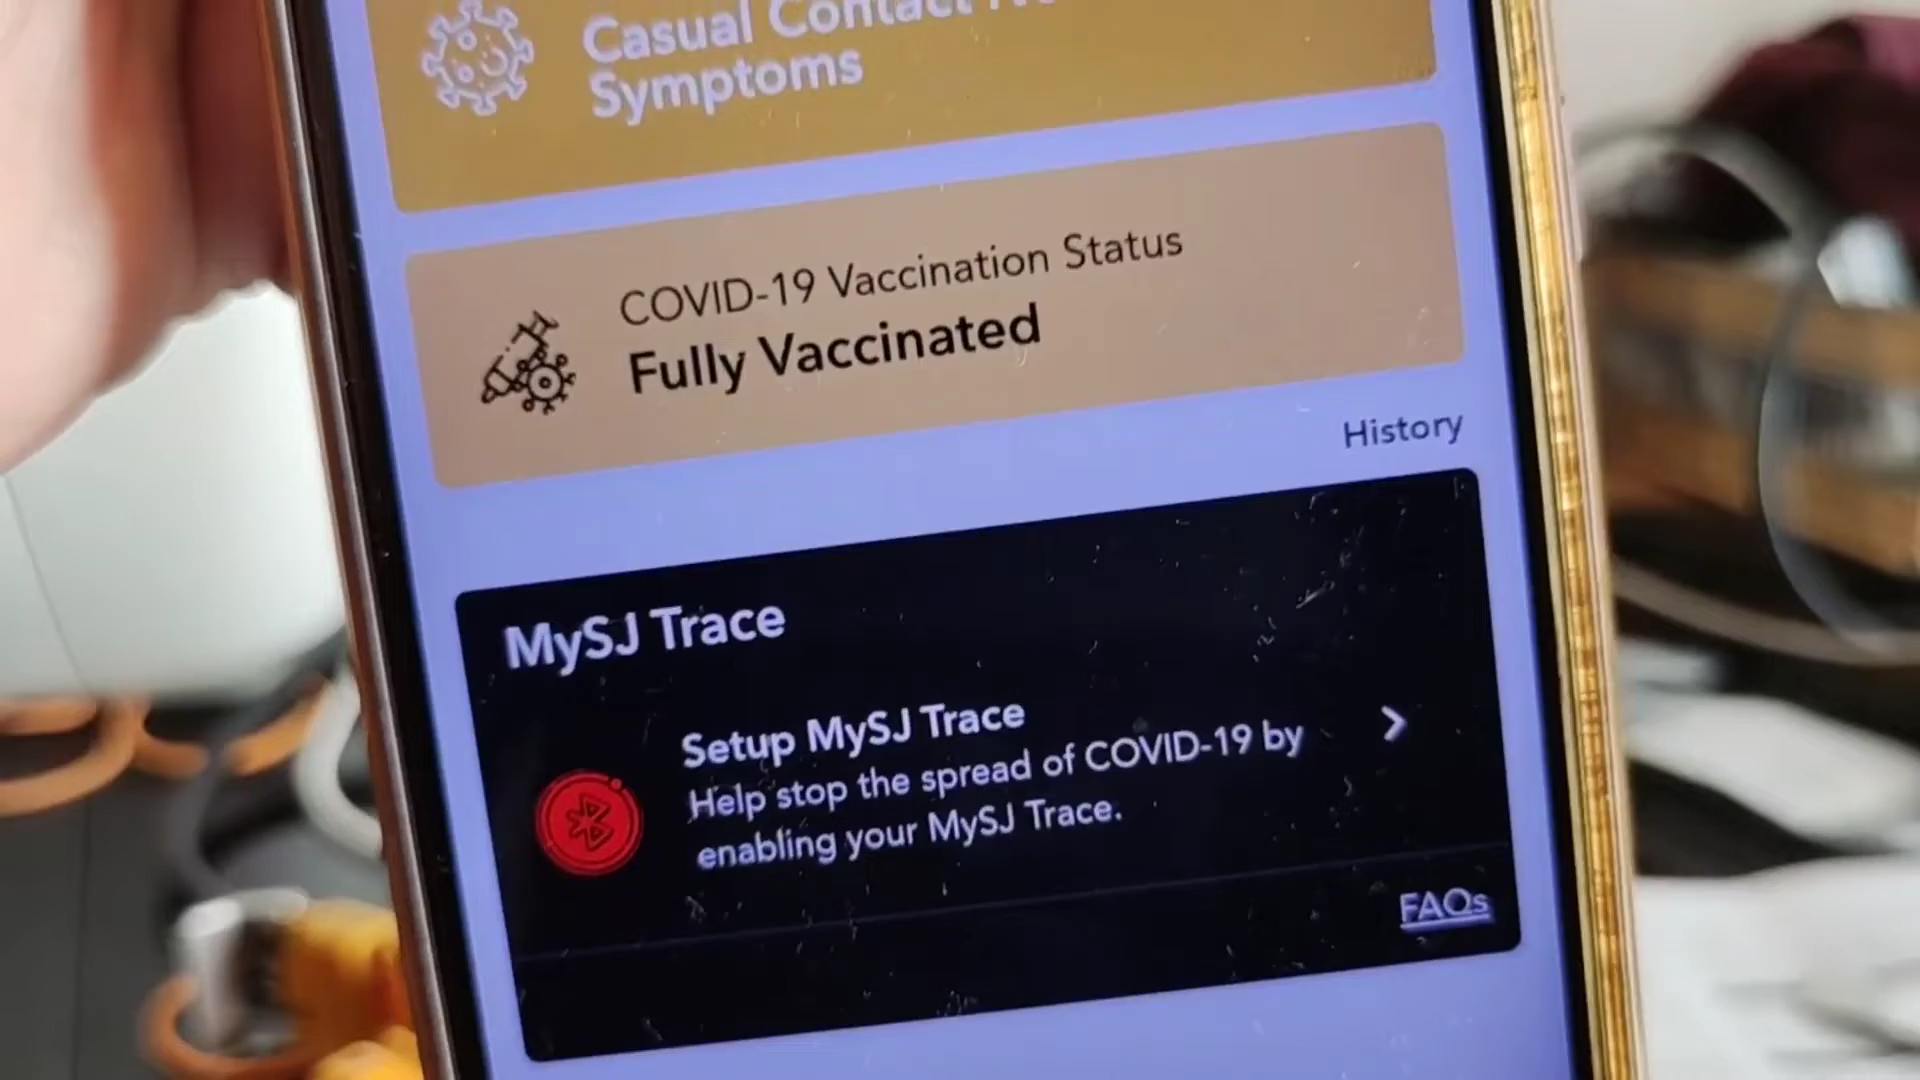 Casual Contact
Symptoms
COVID-19 Vaccination Status
Fully Vaccinated
History
MySJ Trace
Setup MySJ Trace
Help stop the spread of COVID-19 by
enabling your MySJ Trace.
FAQs